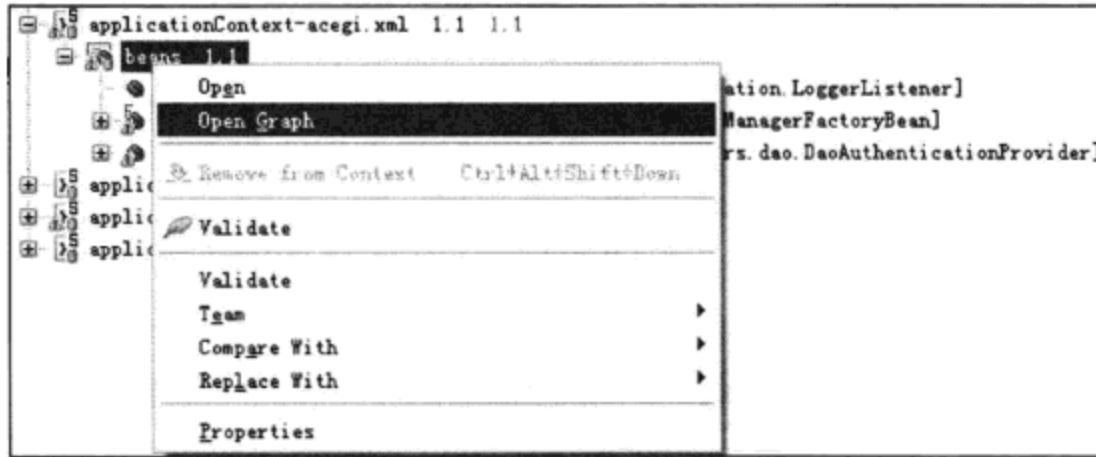 applicationContext-acegi.xml 1.1 1.1
beans 1.1
Open
ation.LoggerListener]
Open Graph
ManagerFactoryBean]
rs.dao.DaoAuthenticationProvider]
Remove from Context Ctrl+Alt+Shift+Down
applic
applic
Validate
applic
Validate
Team
Compare With
Replace With
Properties